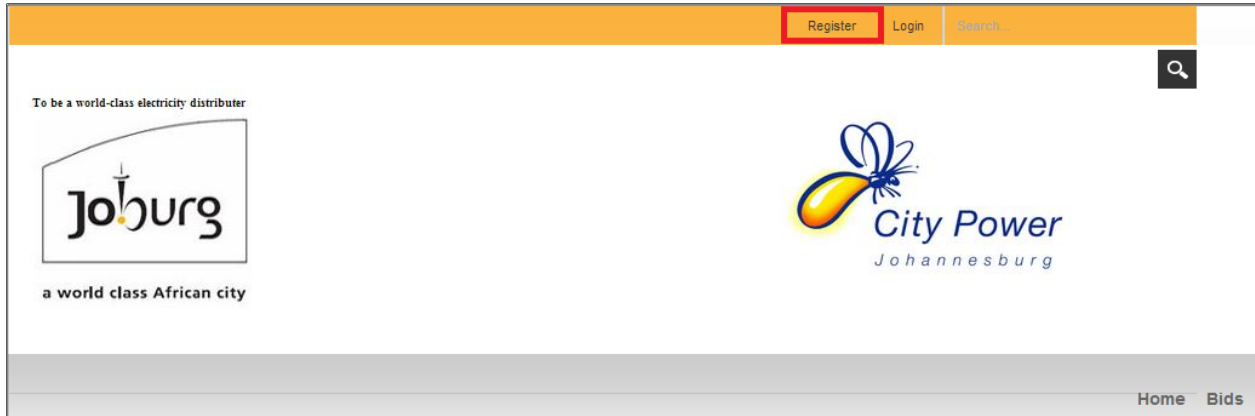 Register Login Search...
To be a world-class electricity distributer
Joburg
a world class African city
City Power
Johannesburg
Home Bids